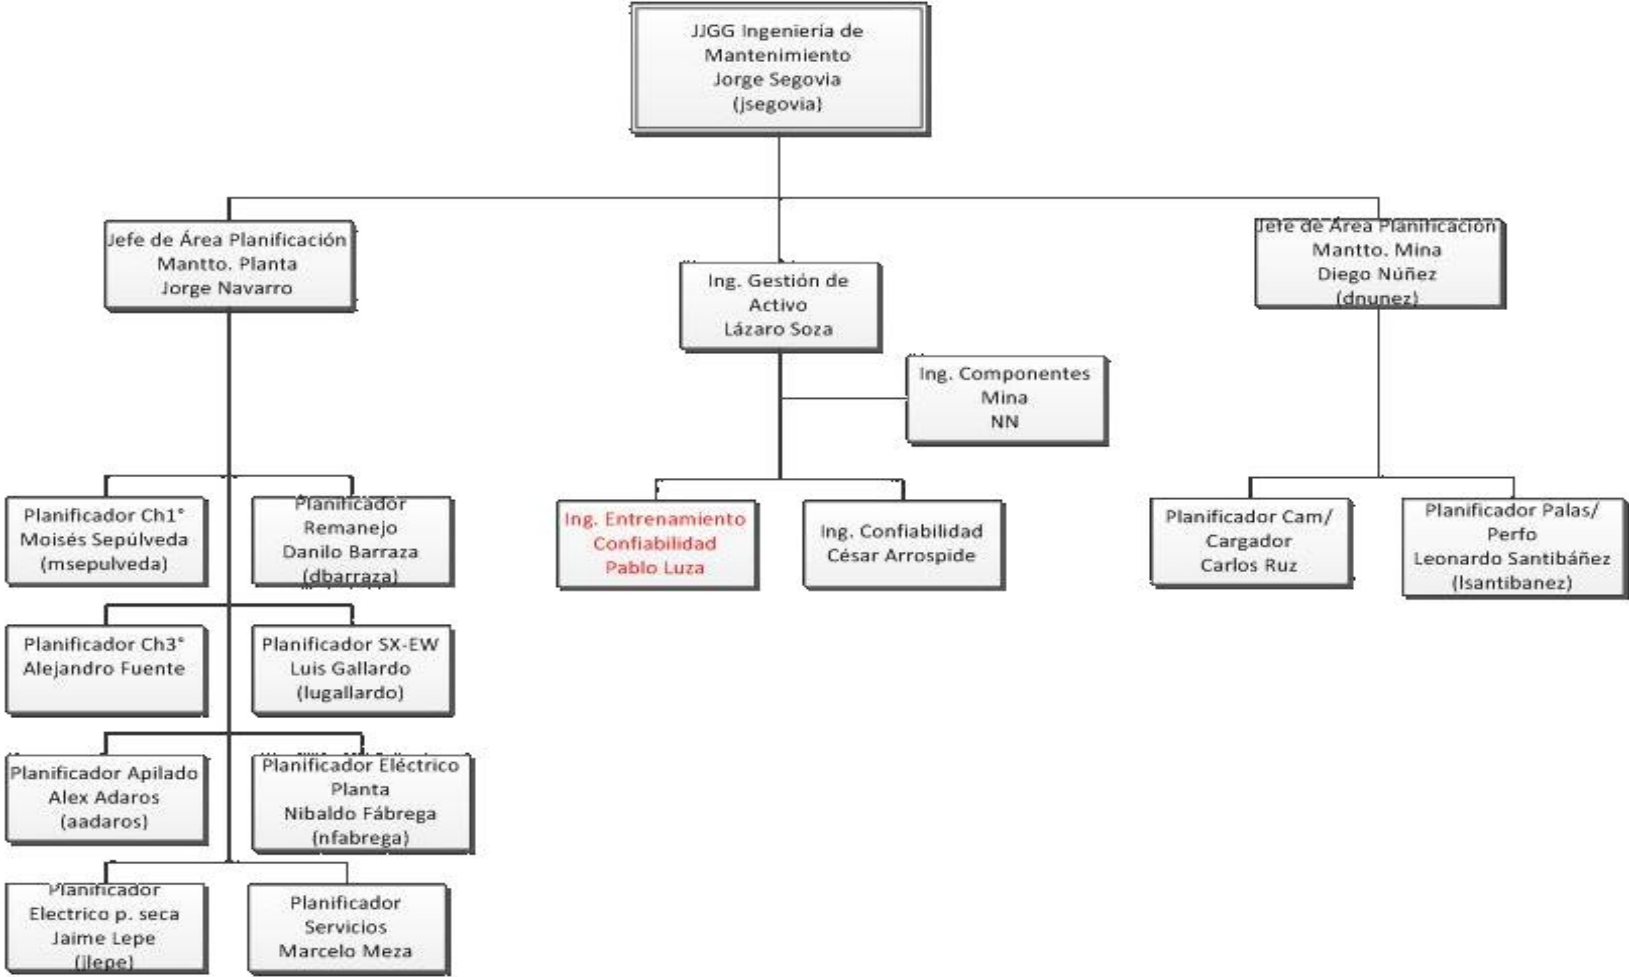 JJGG Ingeniería de
Mantenimiento
Jorge Segovia
(jsegovia)
Jefe de Área Planificación
Mantto. Planta
Jorge Navarro
Ing. Gestión de
Activo
Lázaro Soza
Jefe de Área Planificación
Mantto. Mina
Diego Núñez
(dnunez)
Ing. Componentes
Mina
NN
Planificador Ch1°
Moisés Sepúlveda
(msepulveda)
Planificador
Remanejo
Danilo Barraza
(dbarraza)
Ing. Entrenamiento
Confiabilidad
Pablo Luza
Ing. Confiabilidad
César Arrospide
Planificador Cam/
Cargador
Carlos Ruz
Planificador Palas/
Perfo
Leonardo Santibáñez
(lsantibanez)
Planificador Ch3°
Alejandro Fuente
Planificador SX-EW
Luis Gallardo
(lugallardo)
Planificador Apilado
Alex Adaros
(aadaros)
Planificador Eléctrico
Planta
Nibaldo Fábrega
(nfabrega)
Planificador
Electrico p. seca
Jaime Lepe
(jlepe)
Planificador
Servicios
Marcelo Meza